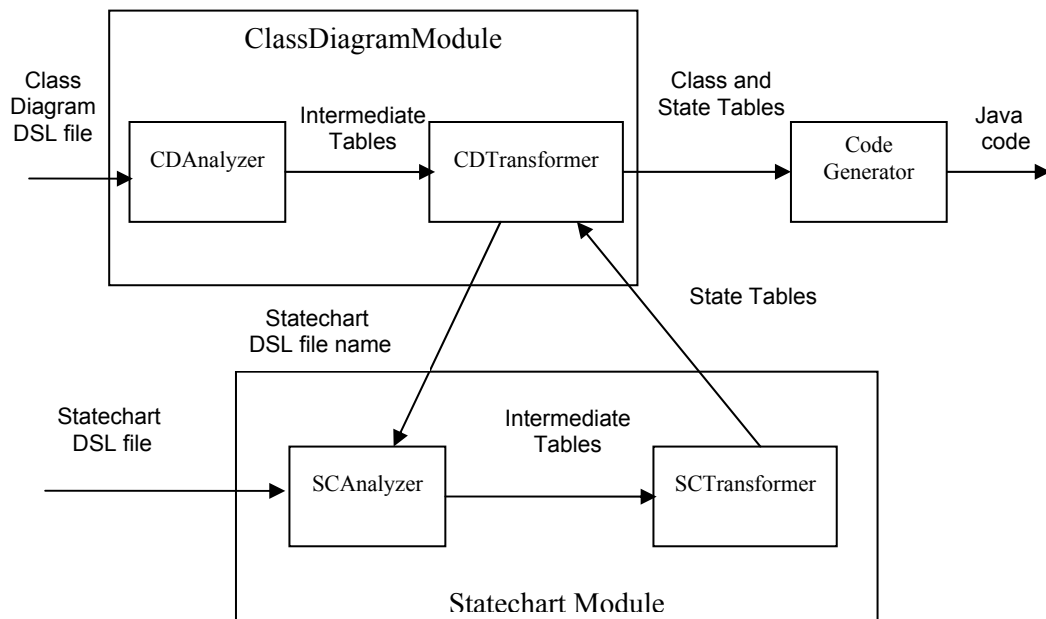 ClassDiagramModule
Class
Diagram
DSL file
CDAnalyzer
Intermediate
Tables
CDTransformer
Class and
State Tables
Code
Generator
Java
code
Statechart
DSL file name
State Tables
Statechart
DSL file
SCAnalyzer
Intermediate
Tables
SCTransformer
Statechart Module